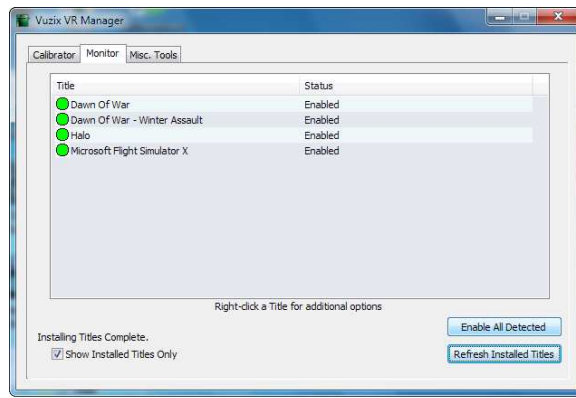 Vuzix VR Manager
Calibrator Monitor Misc. Tools
Title Status
Dawn Of War Enabled
Dawn Of War - Winter Assault Enabled
Halo Enabled
Microsoft Flight Simulator X Enabled
Right-click a Title for additional options
Enable All Detected
Installing Titles Complete.
Show Installed Titles Only
Refresh Installed Titles